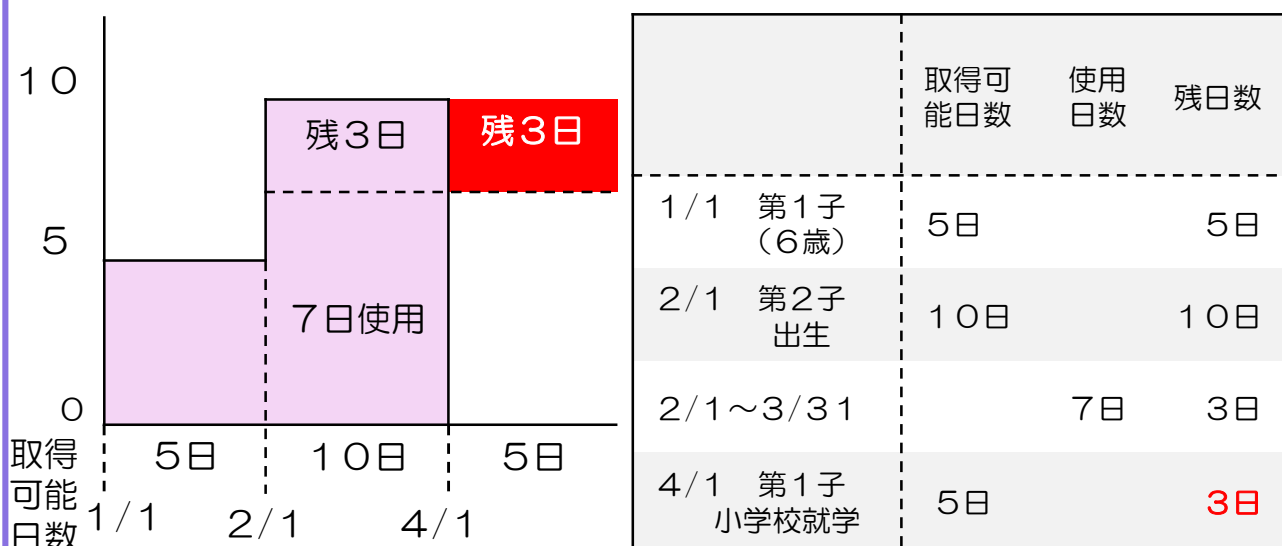 10
5
0
残3日
残3日
7日使用
取得
可能
日数
5日
10日
5日
1/1
2/1
4/1
取得可
能日数
使用
日数
残日数
1/1 第1子
(6歳)
5日
5日
2/1 第2子
出生
10日
10日
2/1~3/31
7日
3日
4/1 第1子
小学校就学
5日
3日